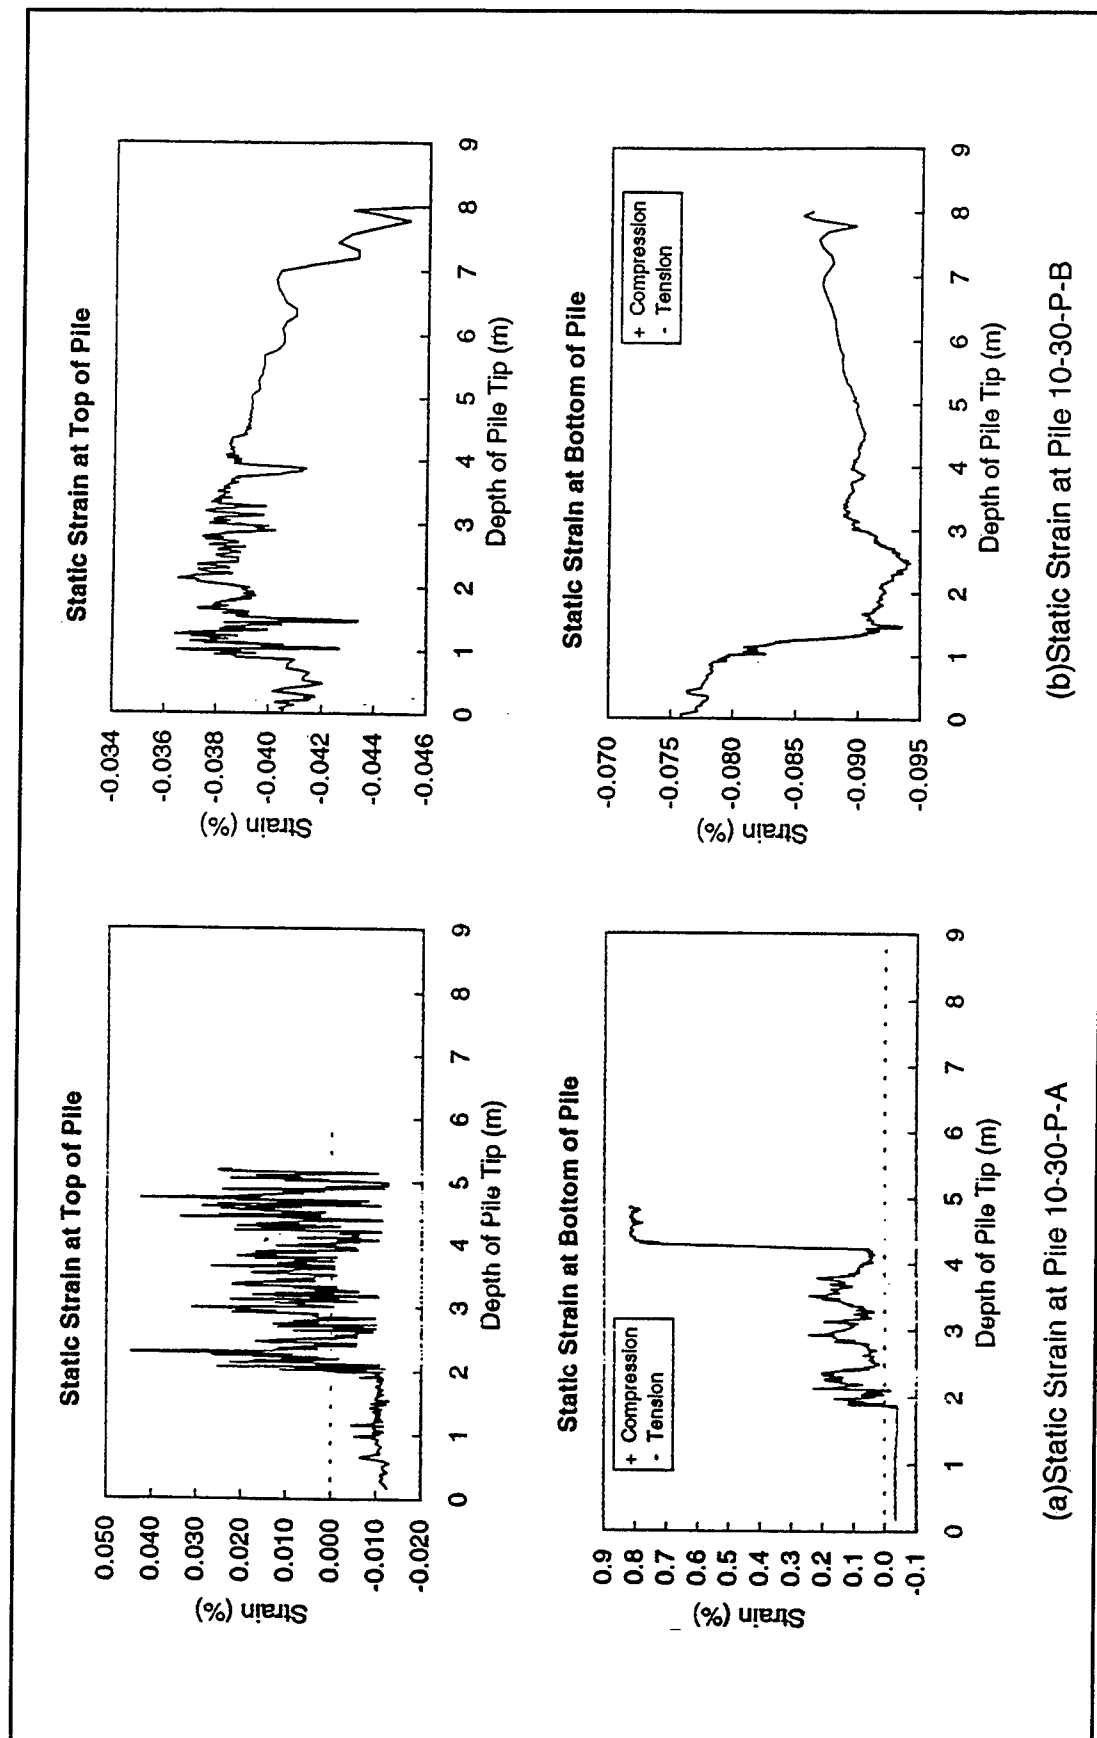 Static Strain at Top of Pile
0.050
0.040
0.030
0.020
0.010
0.000
-0.010
-0.020
Strain (%)
0 1 2 3 4 5 6 7 8 9
Depth of Pile Tip (m)
Static Strain at Bottom of Pile
0.9
0.8
0.7
0.6
0.5
0.4
0.3
0.2
0.1
0.0
-0.1
Strain (%)
+ Compression
- Tension
0 1 2 3 4 5 6 7 8 9
Depth of Pile Tip (m)
(a)Static Strain at Pile 10-30-P-A
Static Strain at Top of Pile
-0.034
-0.036
-0.038
-0.040
-0.042
-0.044
-0.046
Strain (%)
0 1 2 3 4 5 6 7 8 9
Depth of Pile Tip (m)
Static Strain at Bottom of Pile
-0.070
-0.075
-0.080
-0.085
-0.090
-0.095
Strain (%)
+ Compression
- Tension
0 1 2 3 4 5 6 7 8 9
Depth of Pile Tip (m)
(b)Static Strain at Pile 10-30-P-B